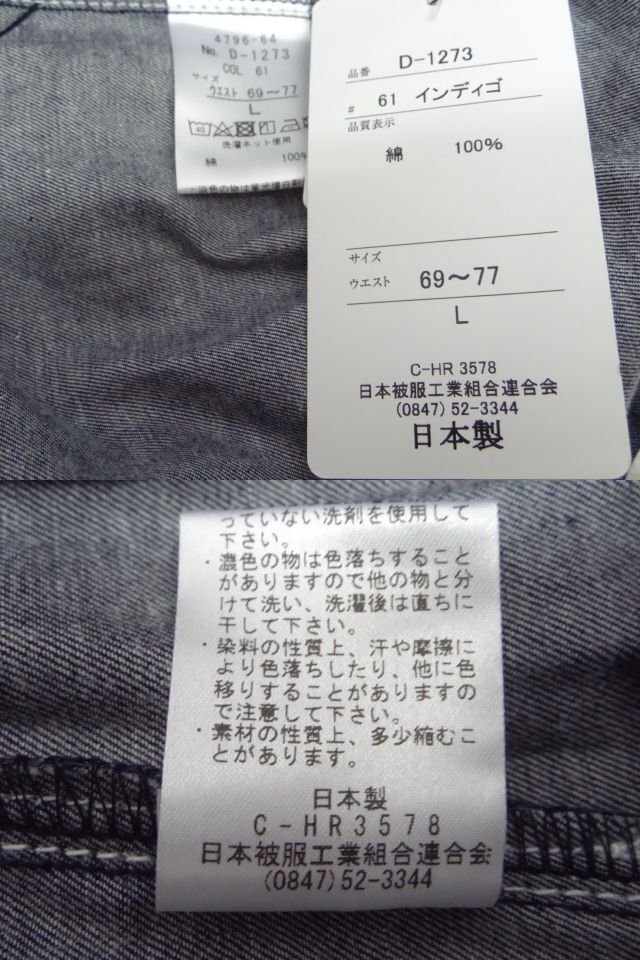 4796-64
No. D-1273
COL 61
サイズ
ウエスト 69〜77
L
40
洗濯ネット使用
綿 100%
品番 D-1273
# 61 インディゴ
品質表示
綿 100%
サイズ
ウエスト 69〜77
L
C-HR 3578
日本被服工業組合連合会
(0847) 52-3344
日本製
っていない洗剤を使用して
下さい。
・濃色の物は色落ちすること
がありますので他の物と分
けて洗い、洗濯後は直ちに
干して下さい。
・染料の性質上、汗や摩擦に
より色落ちしたり、他に色
移りすることがありますの
で注意して下さい。
・素材の性質上、多少縮むこ
とがあります。
日本製
C-HR3578
日本被服工業組合連合会
(0847)52-3344